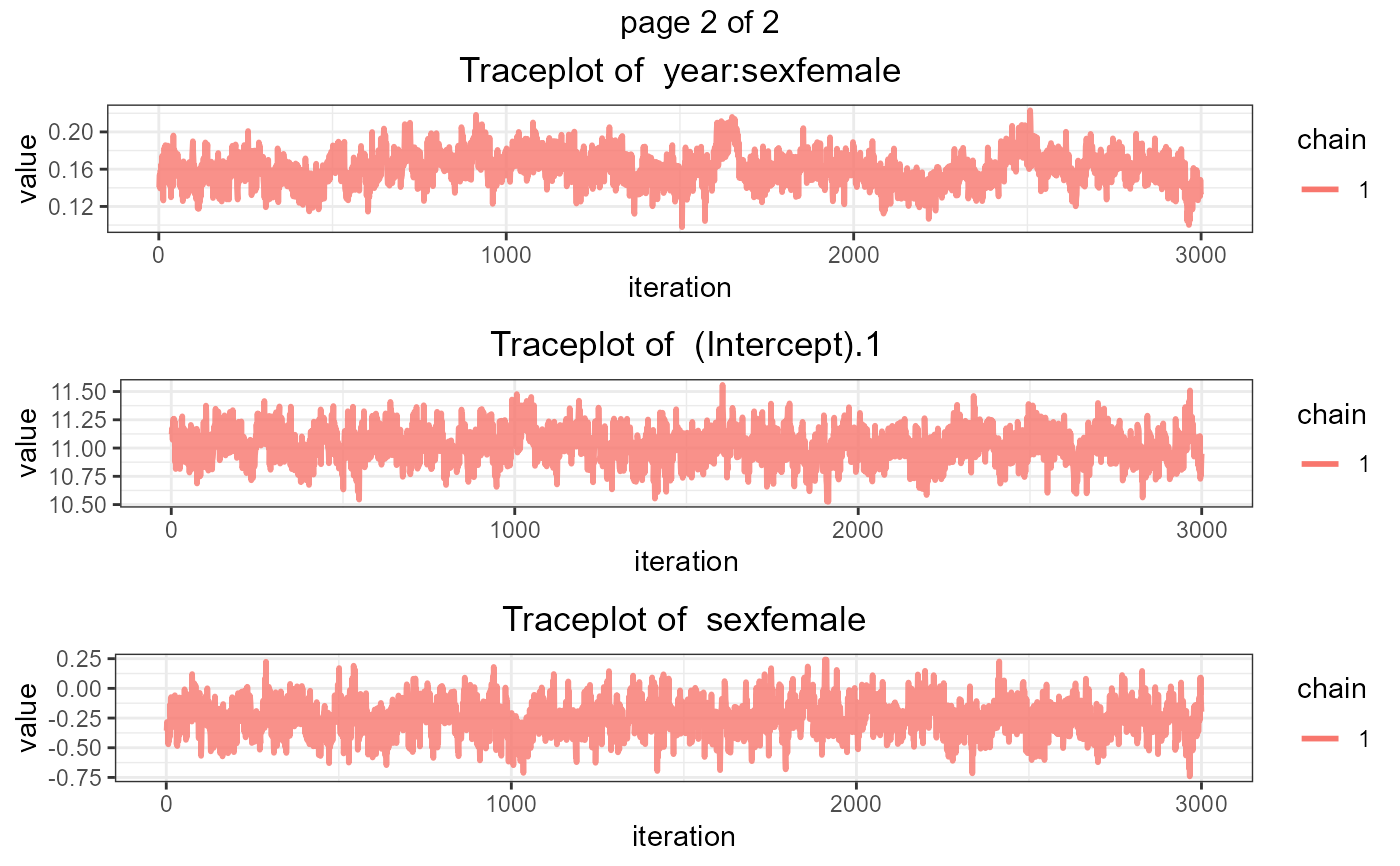 page 2 of 2
Traceplot of  year:sexfemale
value
0.20
0.16
0.12
0 1000 2000 3000
iteration
chain
1
Traceplot of  (Intercept).1
value
11.50
11.25
11.00
10.75
10.50
0 1000 2000 3000
iteration
chain
1
Traceplot of  sexfemale
value
0.25
0.00
-0.25
-0.50
-0.75
0 1000 2000 3000
iteration
chain
1